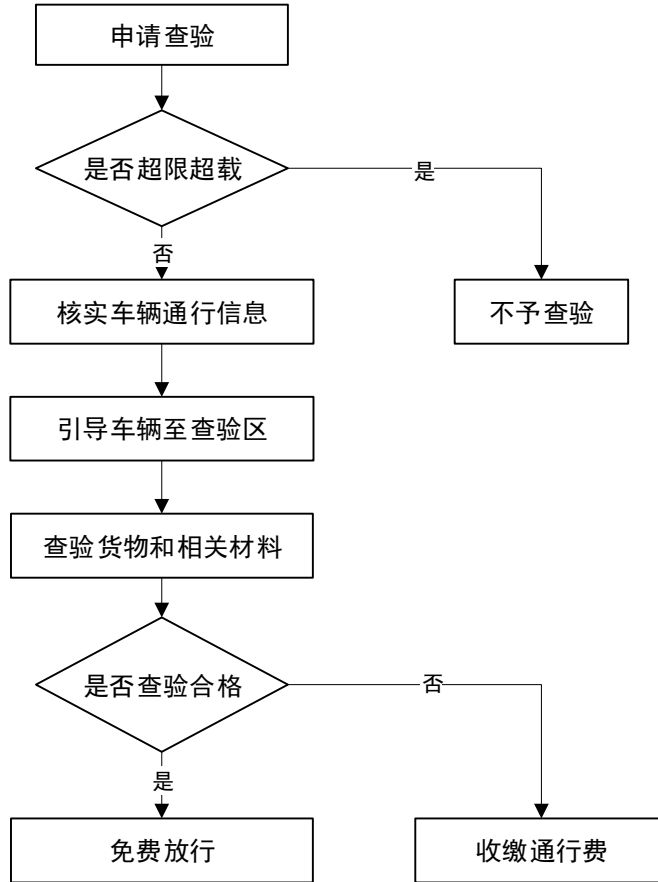 申请查验
是否超限超载
是
否
核实车辆通行信息
不予查验
引导车辆至查验区
查验货物和相关材料
是否查验合格
否
是
免费放行
收缴通行费